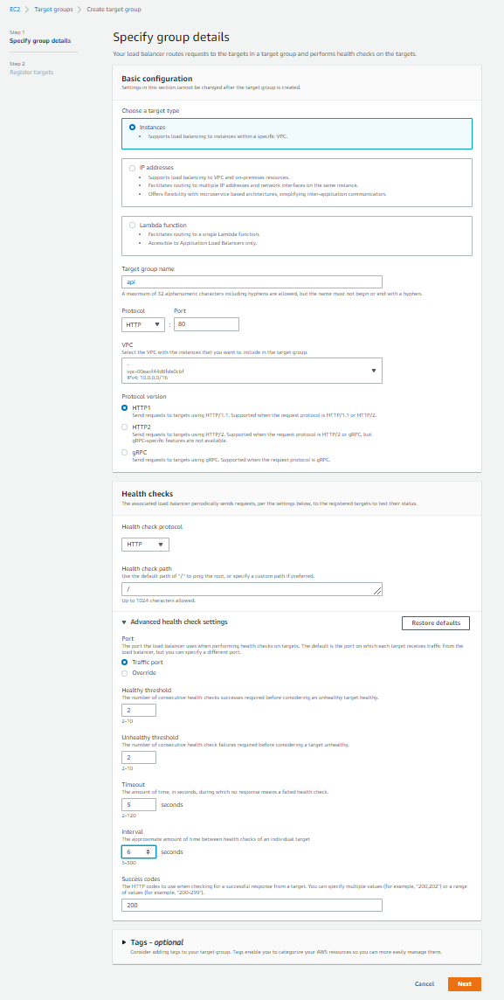 EC2 > Target groups > Create target group
Step 1
Specify group details
Step 2
Register targets
Specify group details
Your load balancer routes requests to the targets in a target group and performs health checks on the targets.
Basic configuration
Settings in this section cannot be changed after the target group is created.
Choose a target type
Instances
• Supports load balancing to instances within a specific VPC.
IP addresses
• Supports load balancing to VPC and on-premises resources.
• Facilitates routing to multiple IP addresses and network interfaces on the same instance.
• Offers flexibility with microservice based architectures, simplifying inter-application communication.
Lambda function
• Facilitates routing to a single Lambda function.
• Accessible to Application Load Balancers only.
Target group name
api
A maximum of 32 alphanumeric characters including hyphens are allowed, but the name must not begin or end with a hyphen.
Protocol Port
HTTP : 80
VPC
Select the VPC with the instances that you want to include in the target group.
-
vpc-00eacf44d8fde0cbf
IPv4: 10.0.0.0/16
Protocol version
HTTP1
Send requests to targets using HTTP/1.1. Supported when the request protocol is HTTP/1.1 or HTTP/2.
HTTP2
Send requests to targets using HTTP/2. Supported when the request protocol is HTTP/2 or gRPC, but
gRPC-specific features are not available.
gRPC
Send requests to targets using gRPC. Supported when the request protocol is gRPC.
Health checks
The associated load balancer periodically sends requests, per the settings below, to the registered targets to test their status.
Health check protocol
HTTP
Health check path
Use the default path of "/" to ping the root, or specify a custom path if preferred.
/
Up to 1024 characters allowed.
Advanced health check settings
Restore defaults
Port
The port the load balancer uses when performing health checks on targets. The default is the port on which each target receives traffic from the
load balancer, but you can specify a different port.
Traffic port
Override
Healthy threshold
The number of consecutive health checks successes required before considering an unhealthy target healthy.
2
2-10
Unhealthy threshold
The number of consecutive health check failures required before considering a target unhealthy.
2
2-10
Timeout
The amount of time, in seconds, during which no response means a failed health check.
5 seconds
2-120
Interval
The approximate amount of time between health checks of an individual target
6 seconds
5-300
Success codes
The HTTP codes to use when checking for a successful response from a target. You can specify multiple values (for example, "200,202") or a range
of values (for example, "200-299").
200
Tags - optional
Consider adding tags to your target group. Tags enable you to categorize your AWS resources so you can more easily manage them.
Cancel
Next